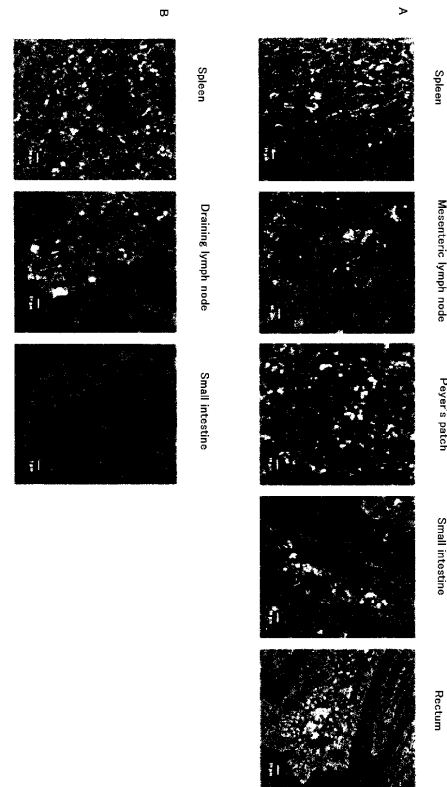 A
Spleen
Mesenteric lymph node
Peyer's patch
Small intestine
Rectum
B
Spleen
Draining lymph node
Small intestine